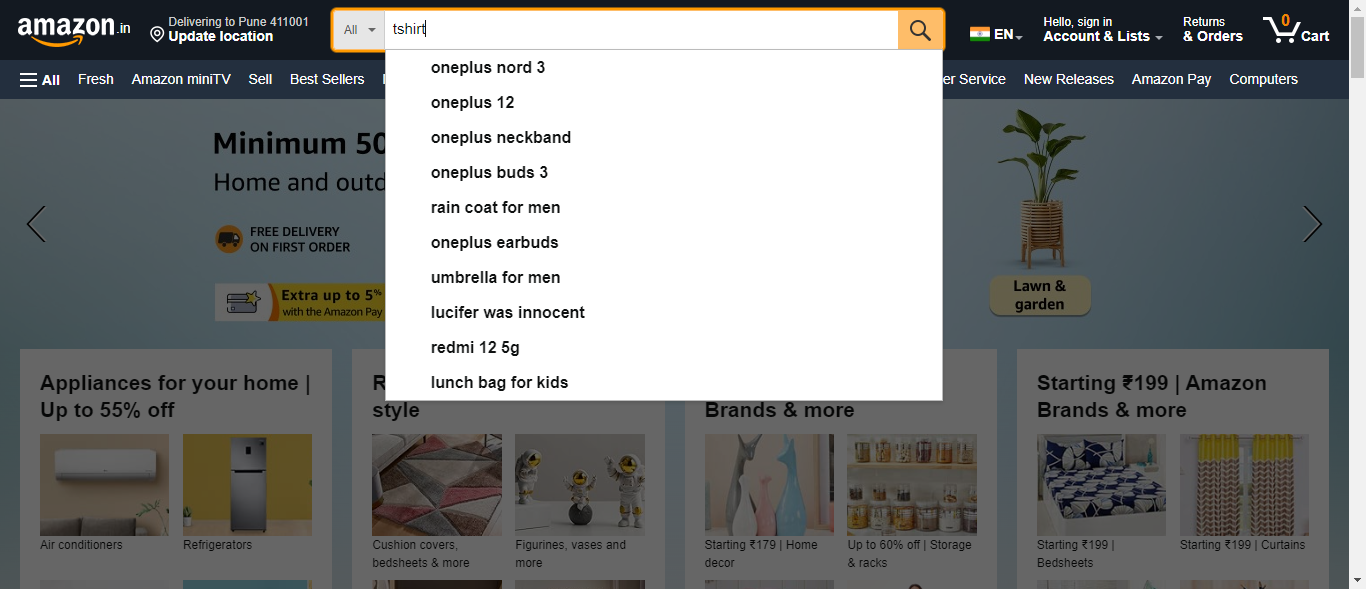 amazon.in
Delivering to Pune 411001
Update location
All
tshirt
EN
Hello, sign in
Account & Lists
Returns
& Orders
0
Cart
All
Fresh
Amazon miniTV
Sell
Best Sellers
er Service
New Releases
Amazon Pay
Computers
oneplus nord 3
oneplus 12
oneplus neckband
oneplus buds 3
rain coat for men
oneplus earbuds
umbrella for men
lucifer was innocent
redmi 12 5g
lunch bag for kids
Minimum 50
Home and outd
FREE DELIVERY
ON FIRST ORDER
Extra up to 5%
with the Amazon Pay
Lawn &
garden
Appliances for your home |
Up to 55% off
Air conditioners
Refrigerators
style
Cushion covers,
bedsheets & more
Figurines, vases and
more
Brands & more
Starting ₹179 | Home
decor
Up to 60% off | Storage
& racks
Starting ₹199 | Amazon
Brands & more
Starting ₹199 |
Bedsheets
Starting ₹199 | Curtains